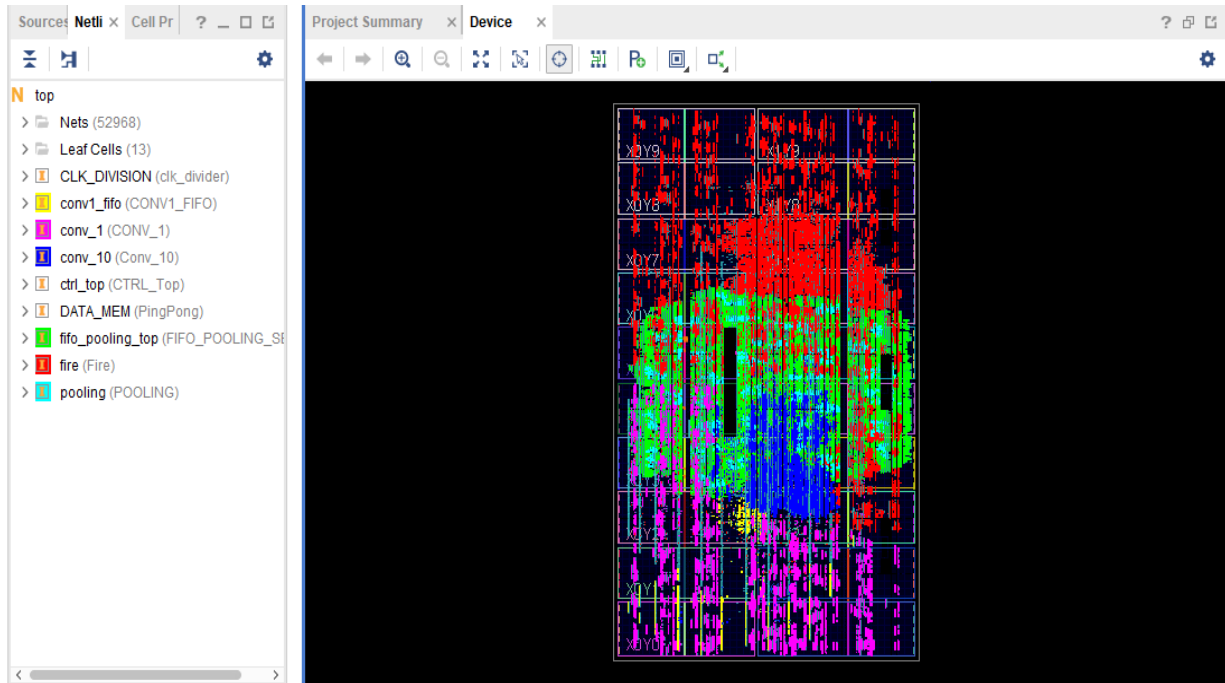 Sources Netli × Cell Pr ?
Project Summary × Device × ?
N top
Nets (52968)
Leaf Cells (13)
CLK_DIVISION (clk_divider)
conv1_fifo (CONV1_FIFO)
conv_1 (CONV_1)
conv_10 (Conv_10)
ctrl_top (CTRL_Top)
DATA_MEM (PingPong)
fifo_pooling_top (FIFO_POOLING_SE
fire (Fire)
pooling (POOLING)
X0Y9 X1Y9
X0Y8 X1Y8
X0Y7
X0Y2
X0Y1
X0Y0